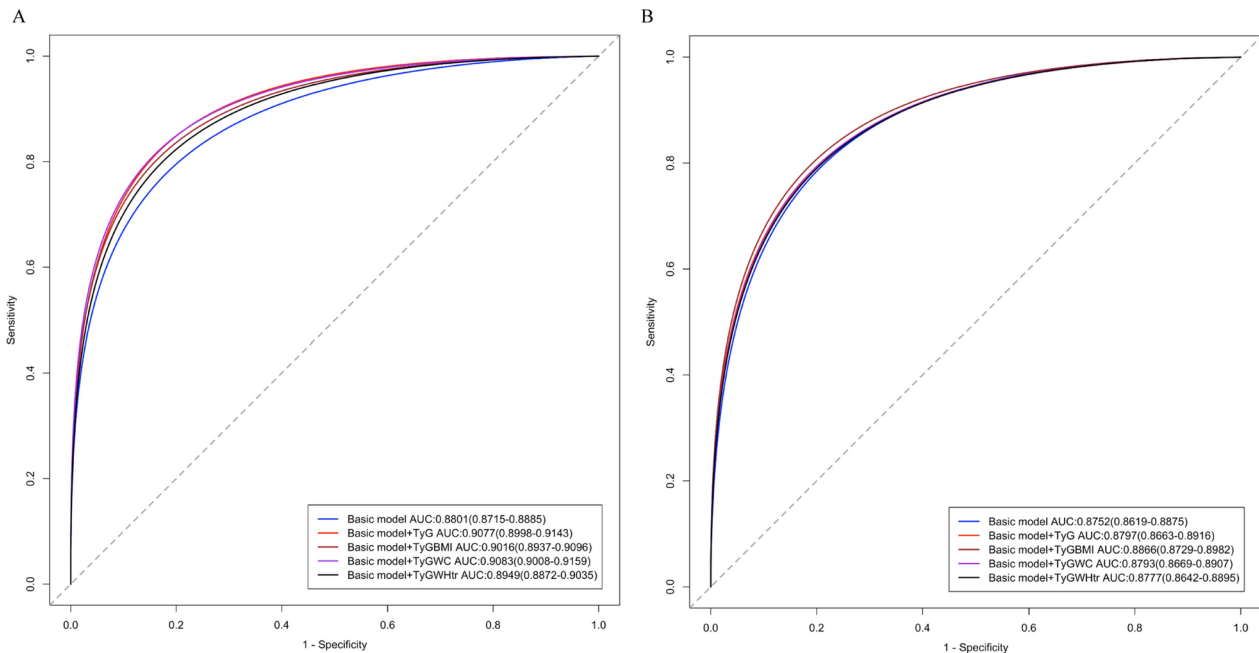 A
1.0
0.8
0.6
0.4
0.2
0.0
Sensitivity
Basic model AUC:0.8801(0.8715-0.8885)
Basic model+TyG AUC:0.9077(0.8998-0.9143)
Basic model+TyGBMI AUC:0.9016(0.8937-0.9096)
Basic model+TyGWC AUC:0.9083(0.9008-0.9159)
Basic model+TyGWHtr AUC:0.8949(0.8872-0.9035)
0.0 0.2 0.4 0.6 0.8 1.0
1 - Specificity
B
1.0
0.8
0.6
0.4
0.2
0.0
Sensitivity
Basic model AUC:0.8752(0.8619-0.8875)
Basic model+TyG AUC:0.8797(0.8663-0.8916)
Basic model+TyGBMI AUC:0.8866(0.8729-0.8982)
Basic model+TyGWC AUC:0.8793(0.8669-0.8907)
Basic model+TyGWHtr AUC:0.8777(0.8642-0.8895)
0.0 0.2 0.4 0.6 0.8 1.0
1 - Specificity